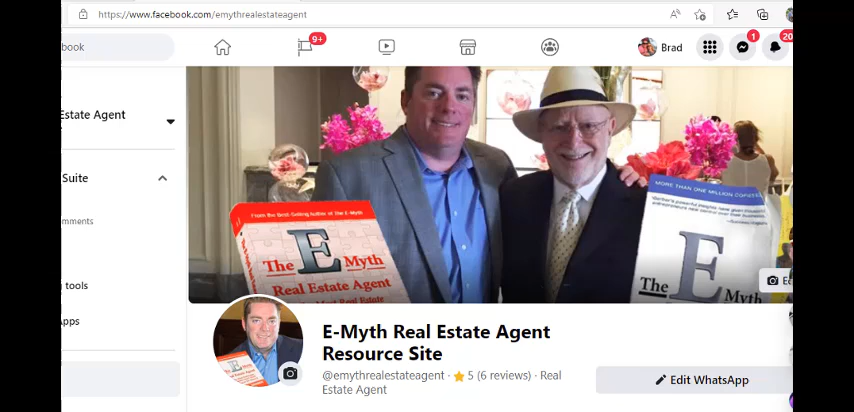 https://www.facebook.com/emythrealestateagent
book
9+
Brad
1
20
Estate Agent
Suite
mments
tools
pps
From the Best-Selling Author of The E-Myth
The E Myth
Real Estate Agent
MORE THAN ONE MILLION COPIES
The E Myth
E-Myth Real Estate Agent
Resource Site
@emythrealestateagent · 5 (6 reviews) · Real
Estate Agent
Edit WhatsApp